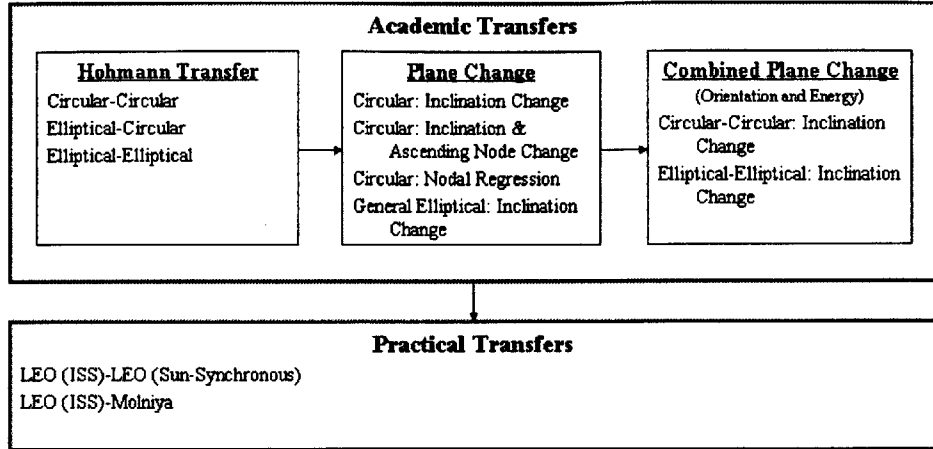 Academic Transfers
Hohmann Transfer
Circular-Circular
Elliptical-Circular
Elliptical-Elliptical
Plane Change
Circular: Inclination Change
Circular: Inclination &
Ascending Node Change
Circular: Nodal Regression
General Elliptical: Inclination
Change
Combined Plane Change
(Orientation and Energy)
Circular-Circular: Inclination
Change
Elliptical-Elliptical: Inclination
Change
Practical Transfers
LEO (ISS)-LEO (Sun-Synchronous)
LEO (ISS)-Molniya